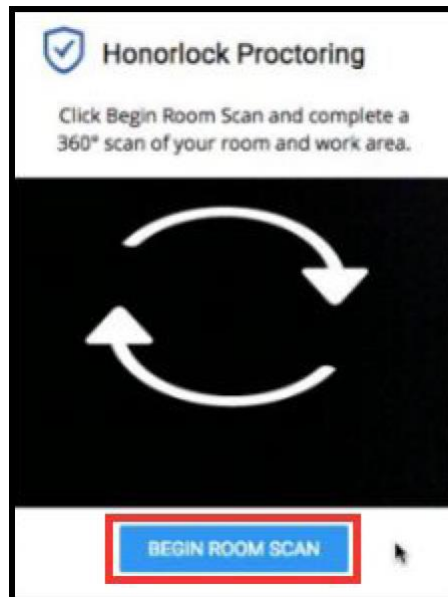 Honorlock Proctoring
Click Begin Room Scan and complete a
360° scan of your room and work area.
BEGIN ROOM SCAN